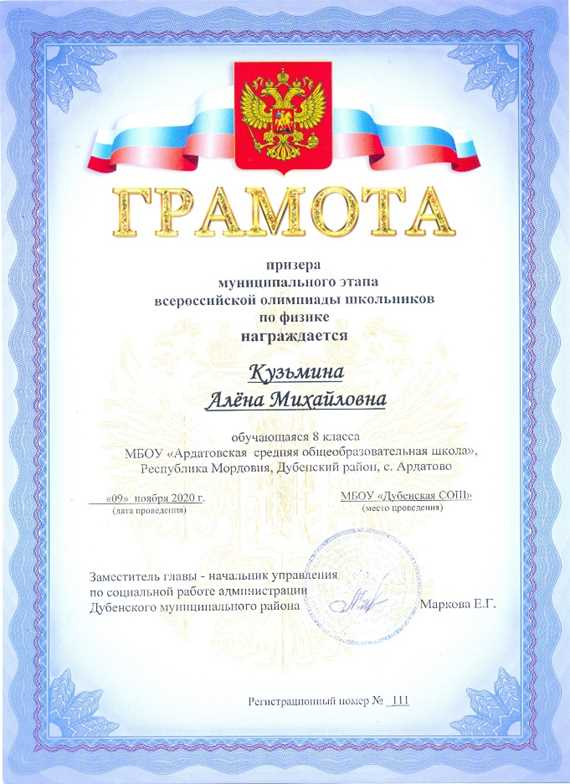 ГРАМОТА
призера
муниципального этапа
всероссийской олимпиады школьников
по физике
награждается
Кузьмина
Алёна Михайловна
обучающаяся 8 класса
МБОУ «Ардатовская средняя общеобразовательная школа»,
Республика Мордовия, Дубенский район, с. Ардатово
«09» ноября 2020 г.
(дата проведения)
МБОУ «Дубенская СОШ»
(место проведения)
Заместитель главы - начальник управления
по социальной работе администрации
Дубенского муниципального района
Маркова Е.Г.
Регистрационный номер № 111